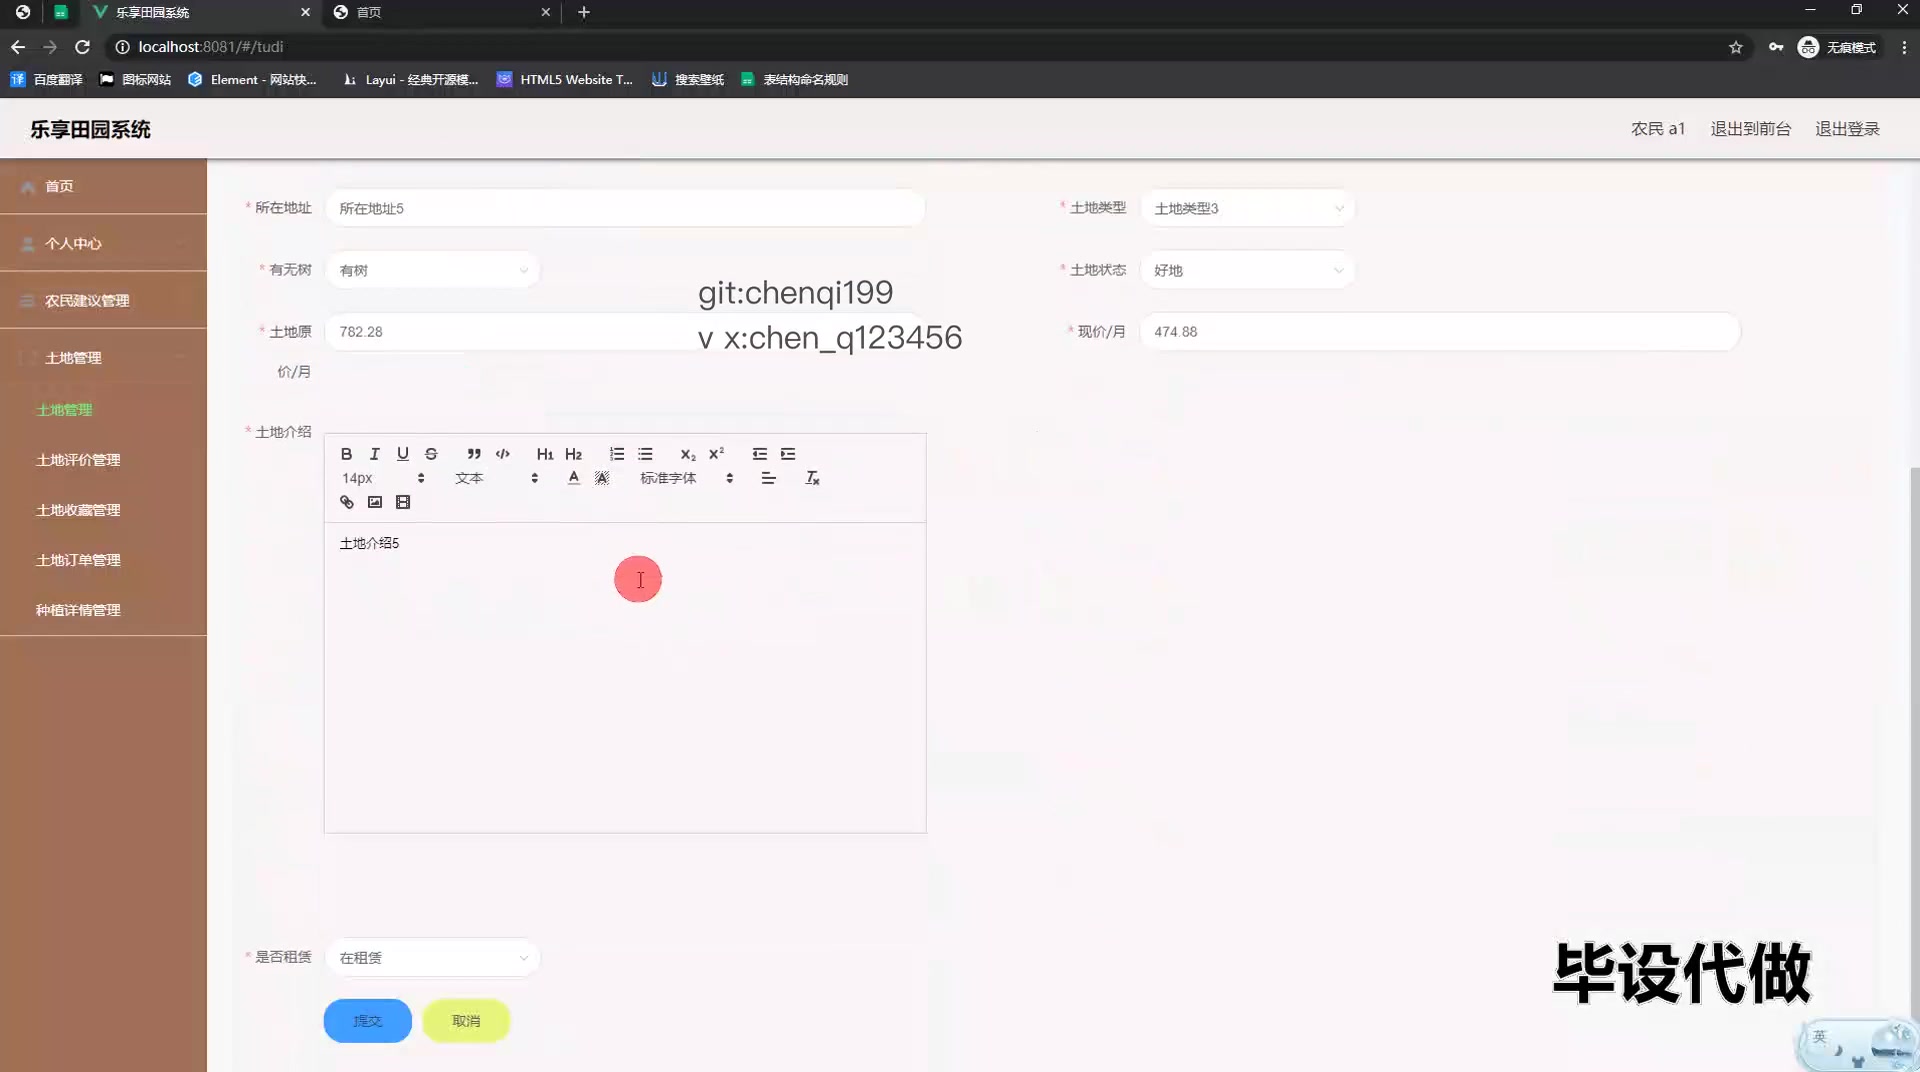 乐享田园系统
首页
localhost:8081/#/tudi
无痕模式
百度翻译
图标网站
Element - 网站快...
Layui - 经典开源模...
HTML5 Website T...
搜索壁纸
表结构命名规则
乐享田园系统
农民 a1
退出到前台
退出登录
首页
个人中心
农民建议管理
土地管理
土地管理
土地评价管理
土地收藏管理
土地订单管理
种植详情管理
* 所在地址
所在地址5
* 土地类型
土地类型3
* 有无树
有树
* 土地状态
好地
git:chenqi199
* 土地原
价/月
782.28
v x:chen_q123456
* 现价/月
474.88
* 土地介绍
14px
文本
标准字体
土地介绍5
* 是否租赁
在租赁
提交
取消
毕设代做
英